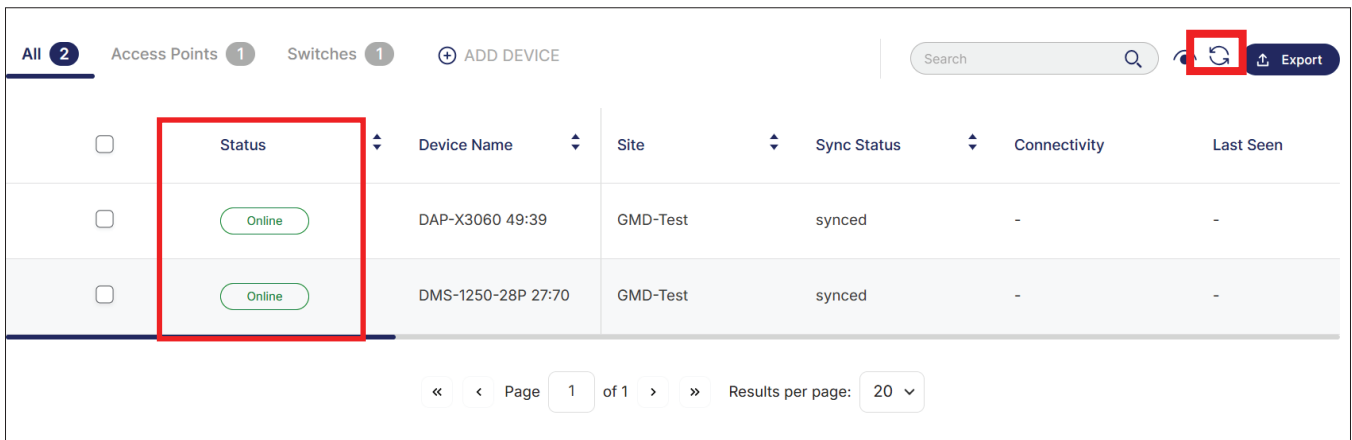 All 2 Access Points 1 Switches 1 ADD DEVICE Search Export
Status Device Name Site Sync Status Connectivity Last Seen
Online DAP-X3060 49:39 GMD-Test synced - -
Online DMS-1250-28P 27:70 GMD-Test synced - -
« ‹ Page 1 of 1 › » Results per page: 20